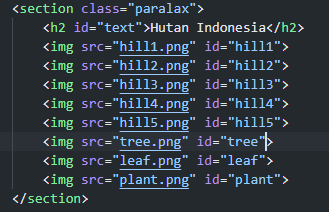 <section class="paralax">
<h2 id="text">Hutan Indonesia</h2>
<img src="hill1.png" id="hill1">
<img src="hill2.png" id="hill2">
<img src="hill3.png" id="hill3">
<img src="hill4.png" id="hill4">
<img src="hill5.png" id="hill5">
<img src="tree.png" id="tree">
<img src="leaf.png" id="leaf">
<img src="plant.png" id="plant">
</section>